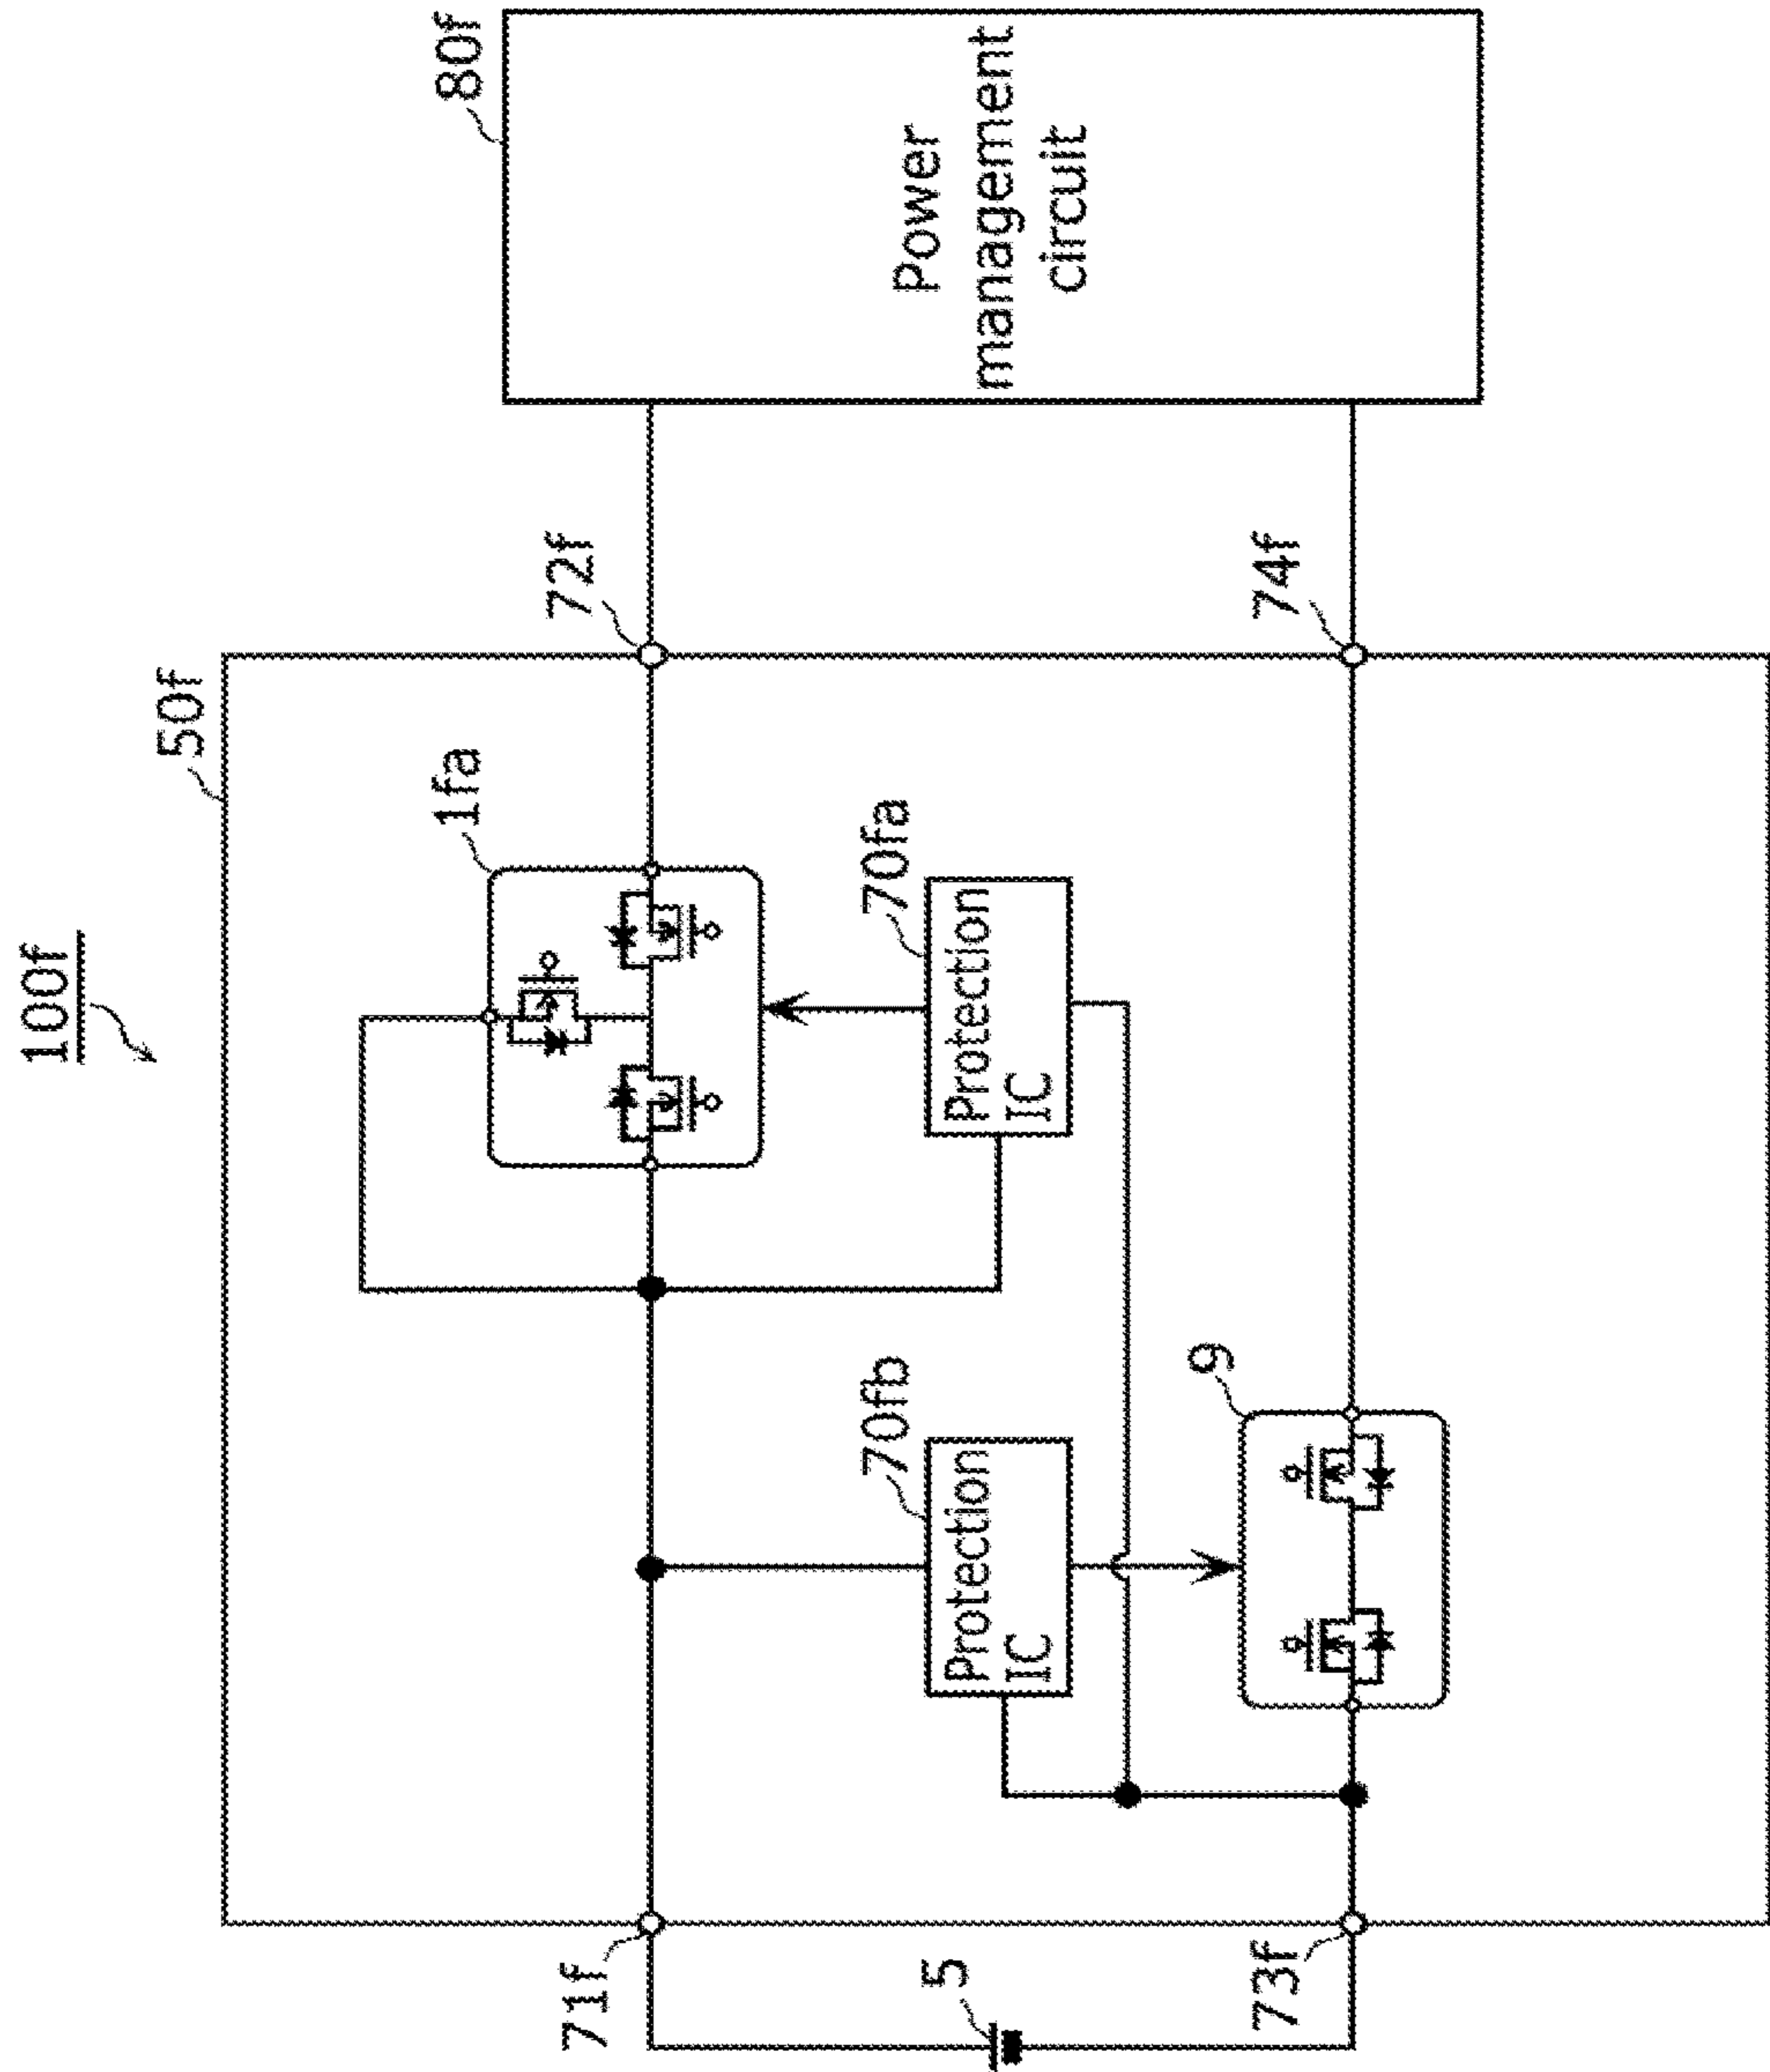 100f
50f
80f
1fa
72f
Power
management
circuit
70fb
70fa
Protection
IC
Protection
IC
71f
5
9
74f
73f